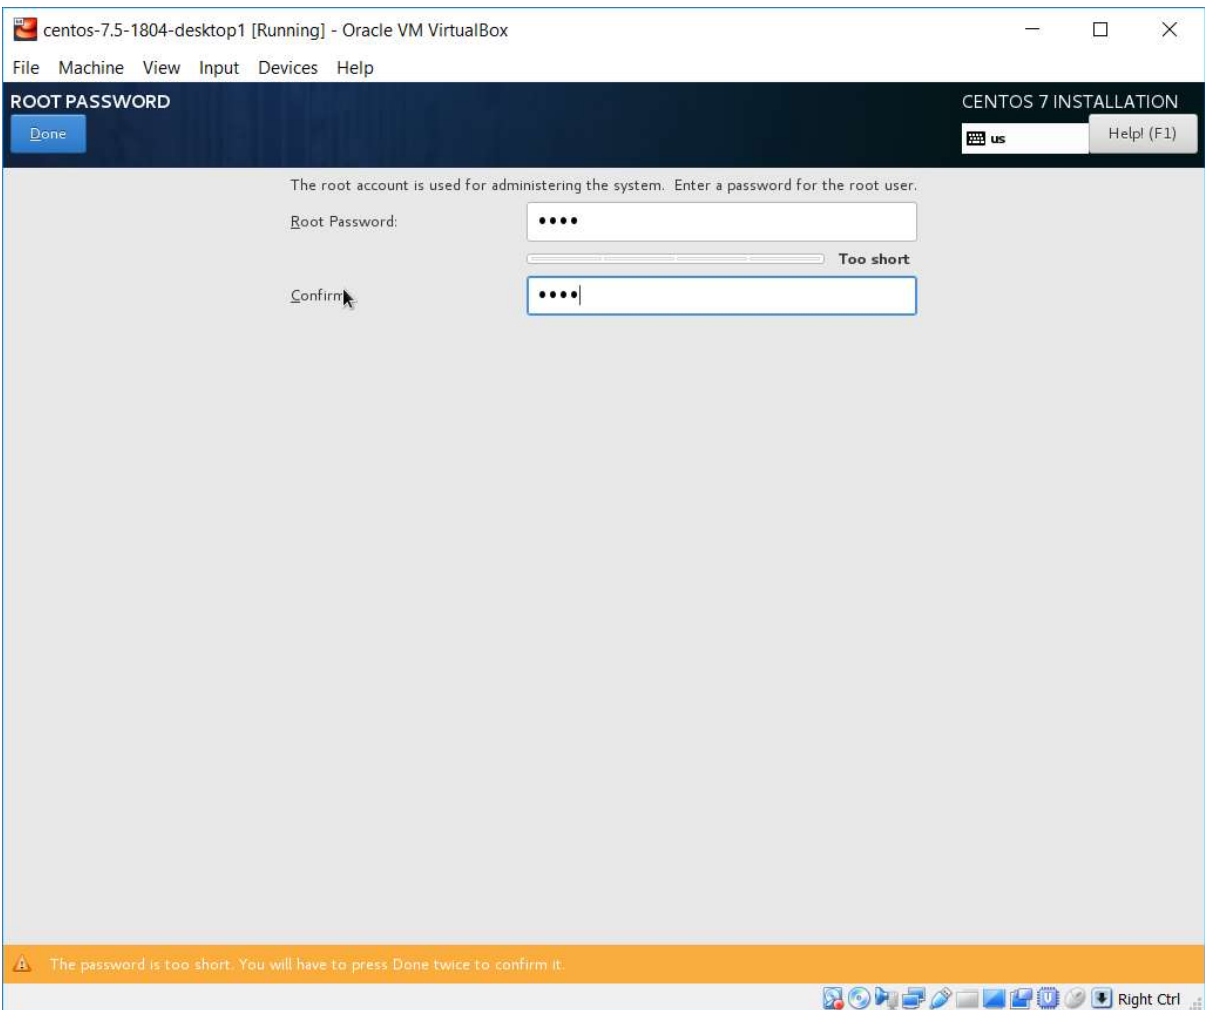 centos-7.5-1804-desktop1 [Running] - Oracle VM VirtualBox
File Machine View Input Devices Help
ROOT PASSWORD
CENTOS 7 INSTALLATION
Done
us
Help! (F1)
The root account is used for administering the system. Enter a password for the root user.
Root Password:
••••
Too short
Confirm
••••
The password is too short. You will have to press Done twice to confirm it.
Right Ctrl